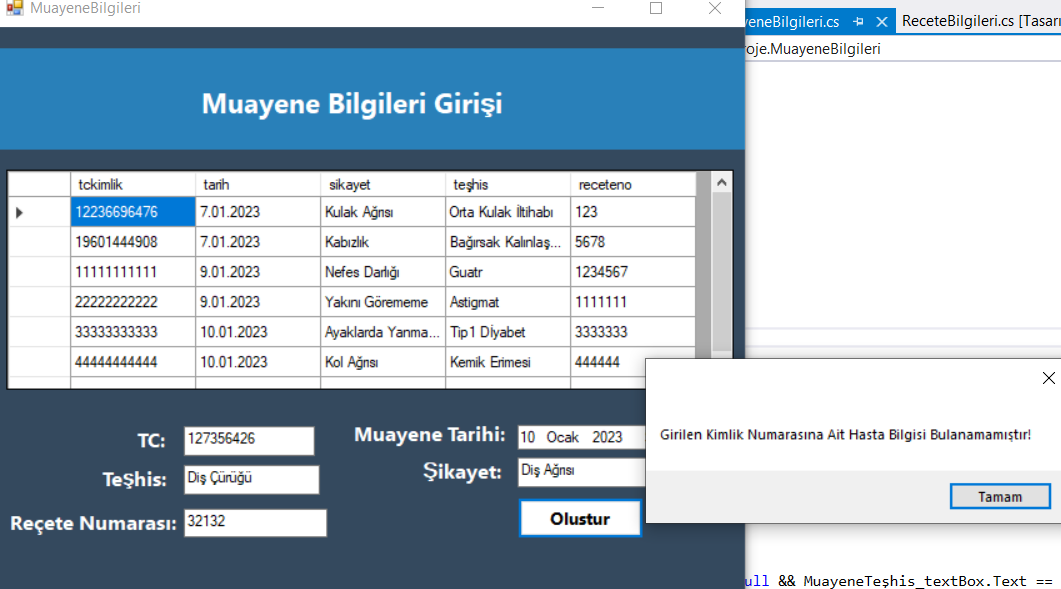 MuayeneBilgileri
yeneBilgileri.cs
ReceteBilgileri.cs [Tasarı
oje.MuayeneBilgileri
Muayene Bilgileri Girişi
tckimlik tarih sikayet teşhis receteno
12236696476 7.01.2023 Kulak Ağrısı Orta Kulak İltihabı 123
19601444908 7.01.2023 Kabızlık Bağırsak Kalınlaş... 5678
11111111111 9.01.2023 Nefes Darlığı Guatr 1234567
22222222222 9.01.2023 Yakını Görememe Astigmat 1111111
33333333333 10.01.2023 Ayaklarda Yanma... Tip1 Dİyabet 3333333
44444444444 10.01.2023 Kol Ağrısı Kemik Erimesi 444444
TC: 127356426
Muayene Tarihi: 10 Ocak 2023
Teşhis: Diş Çürüğü
Şikayet: Diş Ağrısı
Reçete Numarası: 32132
Olustur
Girilen Kimlik Numarasına Ait Hasta Bilgisi Bulanamamıştır!
Tamam
ull && MuayeneTeşhis_textBox.Text ==